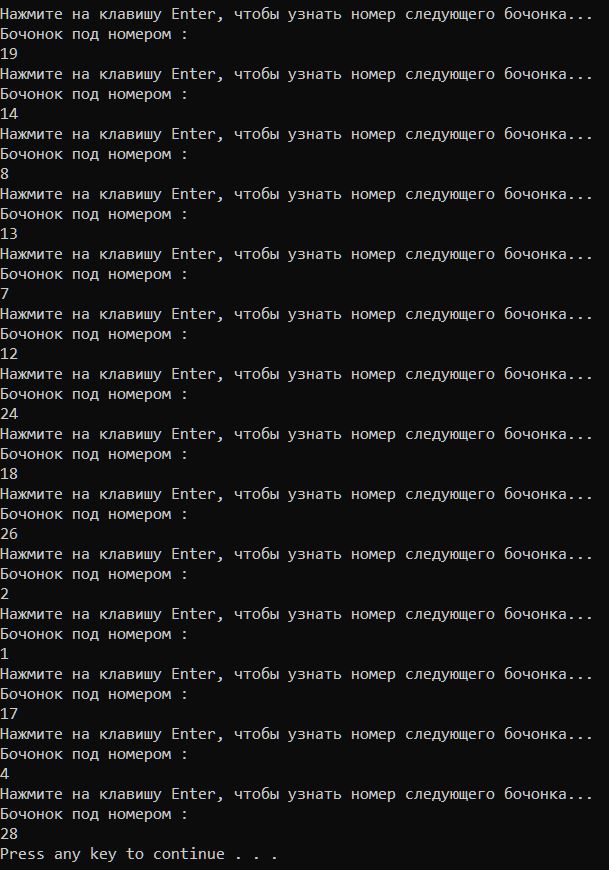 Нажмите на клавишу Enter, чтобы узнать номер следующего бочонка...
Бочонок под номером :
19
Нажмите на клавишу Enter, чтобы узнать номер следующего бочонка...
Бочонок под номером :
14
Нажмите на клавишу Enter, чтобы узнать номер следующего бочонка...
Бочонок под номером :
8
Нажмите на клавишу Enter, чтобы узнать номер следующего бочонка...
Бочонок под номером :
13
Нажмите на клавишу Enter, чтобы узнать номер следующего бочонка...
Бочонок под номером :
7
Нажмите на клавишу Enter, чтобы узнать номер следующего бочонка...
Бочонок под номером :
12
Нажмите на клавишу Enter, чтобы узнать номер следующего бочонка...
Бочонок под номером :
24
Нажмите на клавишу Enter, чтобы узнать номер следующего бочонка...
Бочонок под номером :
18
Нажмите на клавишу Enter, чтобы узнать номер следующего бочонка...
Бочонок под номером :
26
Нажмите на клавишу Enter, чтобы узнать номер следующего бочонка...
Бочонок под номером :
2
Нажмите на клавишу Enter, чтобы узнать номер следующего бочонка...
Бочонок под номером :
1
Нажмите на клавишу Enter, чтобы узнать номер следующего бочонка...
Бочонок под номером :
17
Нажмите на клавишу Enter, чтобы узнать номер следующего бочонка...
Бочонок под номером :
4
Нажмите на клавишу Enter, чтобы узнать номер следующего бочонка...
Бочонок под номером :
28
Press any key to continue . . .